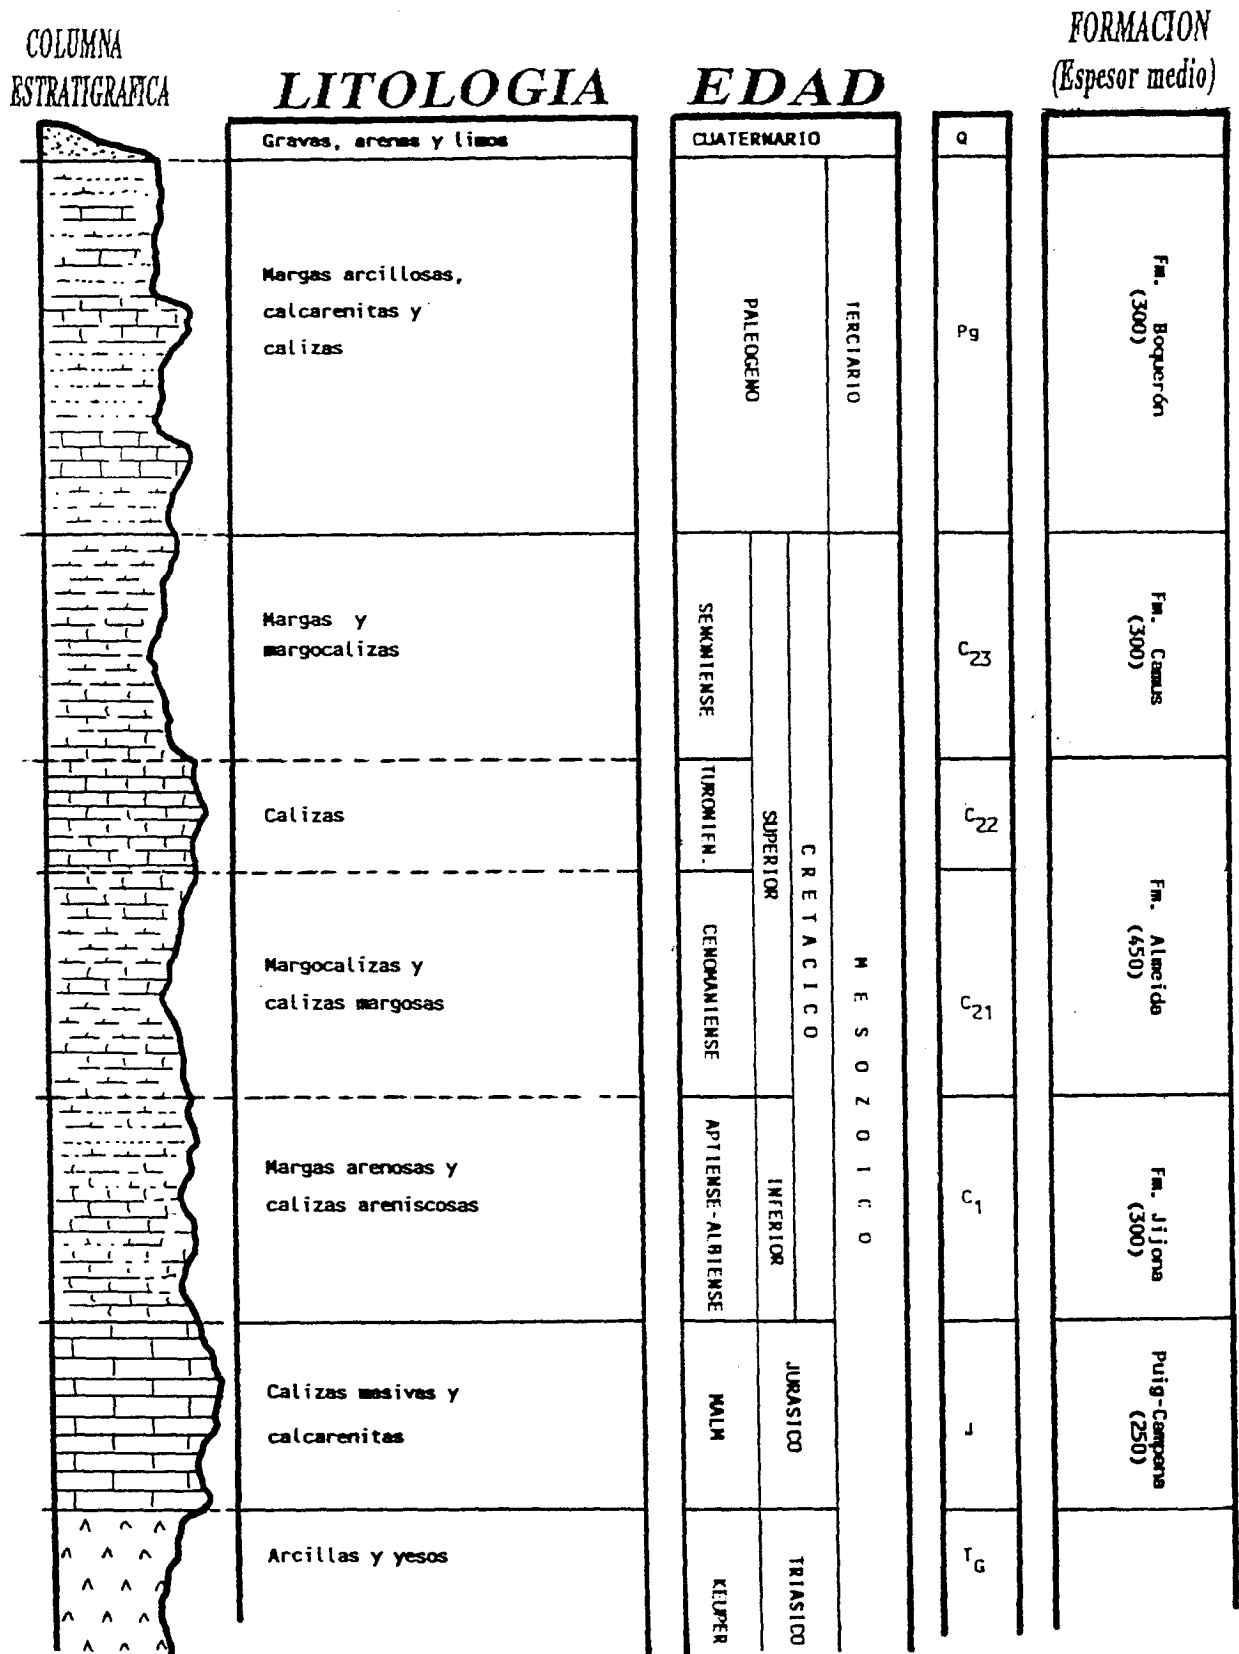 COLUMNA
ESTRATIGRAFICA
LITOLOGIA
EDAD
FORMACION
(Espesor medio)
Gravas, arenas y limos
CUATERNARIO
Q
Margas arcillosas,
calcarenitas y
calizas
PALEOGENO
TERCIARIO
Pg
Fm. Boquerón
(300)
Margas y
margocalizas
SENONIENSE
C23
Fm. Camus
(300)
Calizas
TURONIEN.
SUPERIOR
CRETACICO
MESOZOICO
C22
Fm. Almeida
(450)
Margocalizas y
calizas margosas
CENOMANIENSE
C21
Margas arenosas y
calizas areniscosas
APTIENSE-ALBIENSE
INFERIOR
C1
Fm. Jijona
(300)
Calizas masivas y
calcarenitas
MALM
JURASICO
J
Puig-Campana
(250)
Arcillas y yesos
KEUPER
TRIASICO
TG